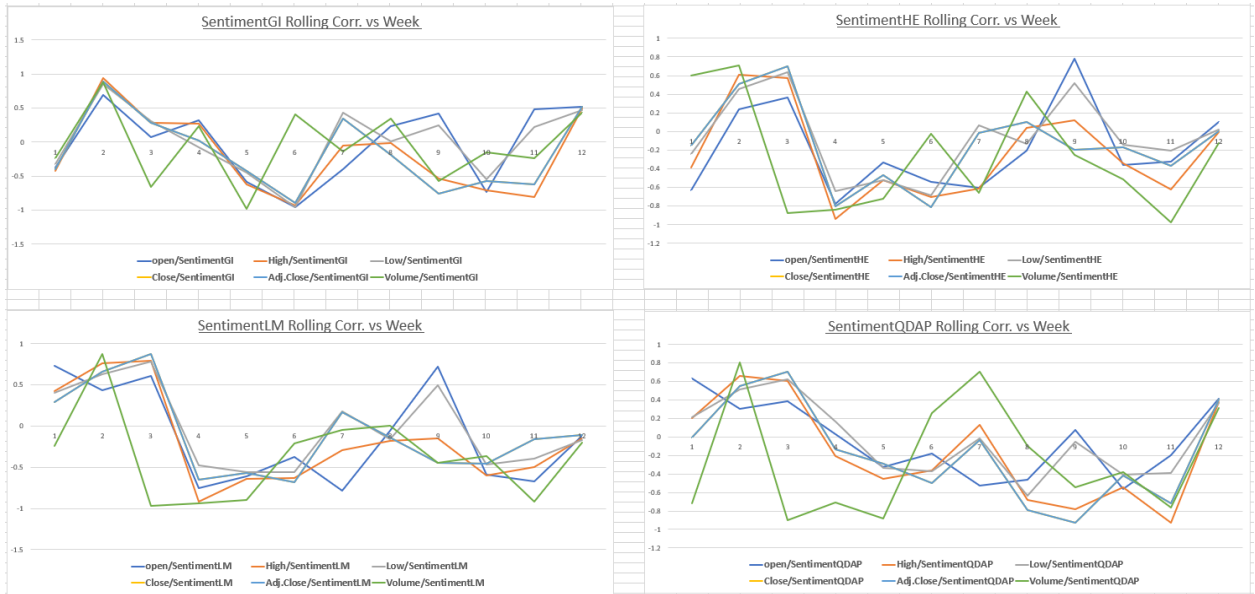 SentimentGI Rolling Corr. vs Week
1.5
1
0.5
0
-0.5
-1
-1.5
1 2 3 4 5 6 7 8 9 10 11 12
open/SentimentGI High/SentimentGI Low/SentimentGI
Close/SentimentGI Adj.Close/SentimentGI Volume/SentimentGI
SentimentHE Rolling Corr. vs Week
1
0.8
0.6
0.4
0.2
0
-0.2
-0.4
-0.6
-0.8
-1
-1.2
1 2 3 4 5 6 7 8 9 10 11 12
open/SentimentHE High/SentimentHE Low/SentimentHE
Close/SentimentHE Adj.Close/SentimentHE Volume/SentimentHE
SentimentLM Rolling Corr. vs Week
1
0.5
0
-0.5
-1
-1.5
1 2 3 4 5 6 7 8 9 10 11 12
open/SentimentLM High/SentimentLM Low/SentimentLM
Close/SentimentLM Adj.Close/SentimentLM Volume/SentimentLM
SentimentQDAP Rolling Corr. vs Week
1
0.8
0.6
0.4
0.2
0
-0.2
-0.4
-0.6
-0.8
-1
-1.2
1 2 3 4 5 6 7 8 9 10 11 12
open/SentimentQDAP High/SentimentQDAP Low/SentimentQDAP
Close/SentimentQDAP Adj.Close/SentimentQDAP Volume/SentimentQDAP